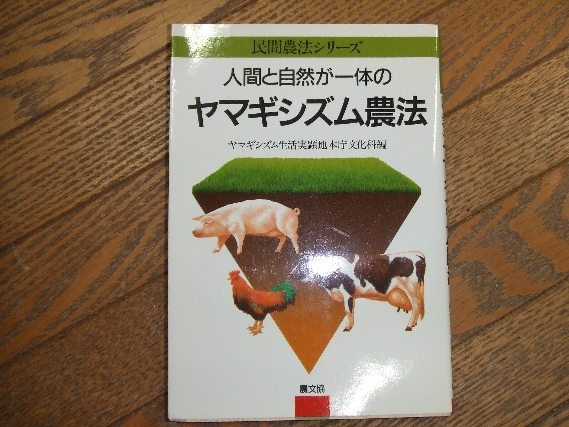 民間農法シリーズ
人間と自然が一体の
ヤマギシズム農法
ヤマギシズム生活実顕地本庁文化科編
農文協